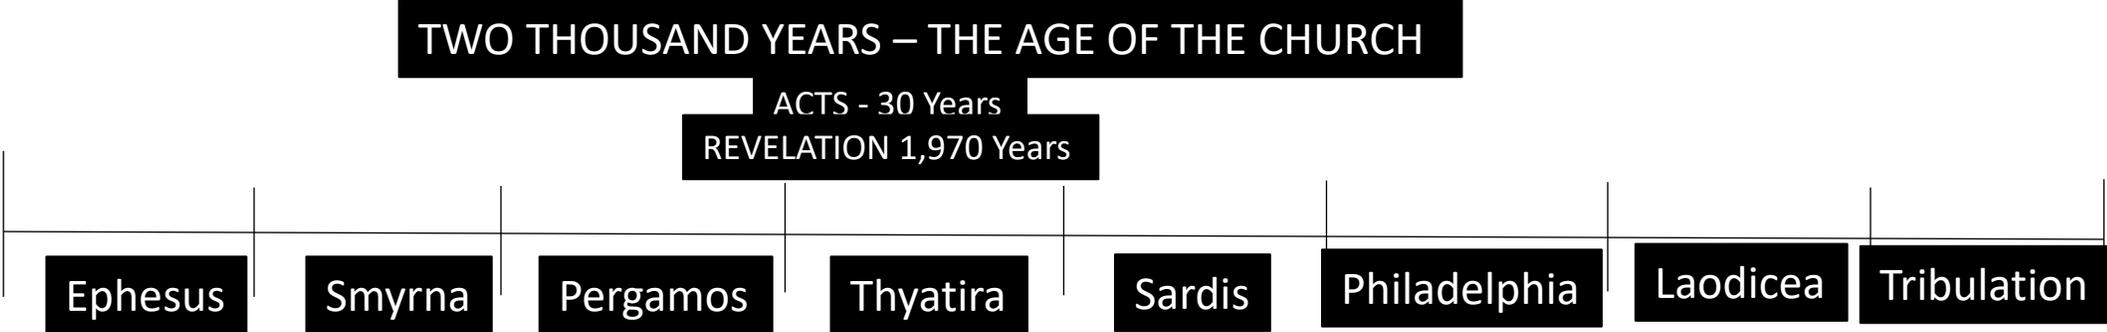 TWO THOUSAND YEARS – THE AGE OF THE CHURCH
ACTS - 30 Years
REVELATION 1,970 Years
Ephesus
Smyrna
Pergamos
Thyatira
Sardis
Philadelphia
Laodicea
Tribulation